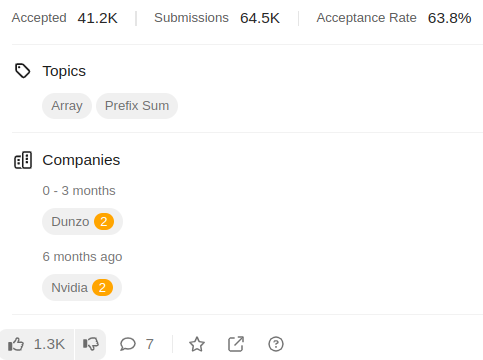 Accepted 41.2K Submissions 64.5K Acceptance Rate 63.8%
Topics
Array Prefix Sum
Companies
0 - 3 months
Dunzo 2
6 months ago
Nvidia 2
1.3K 7